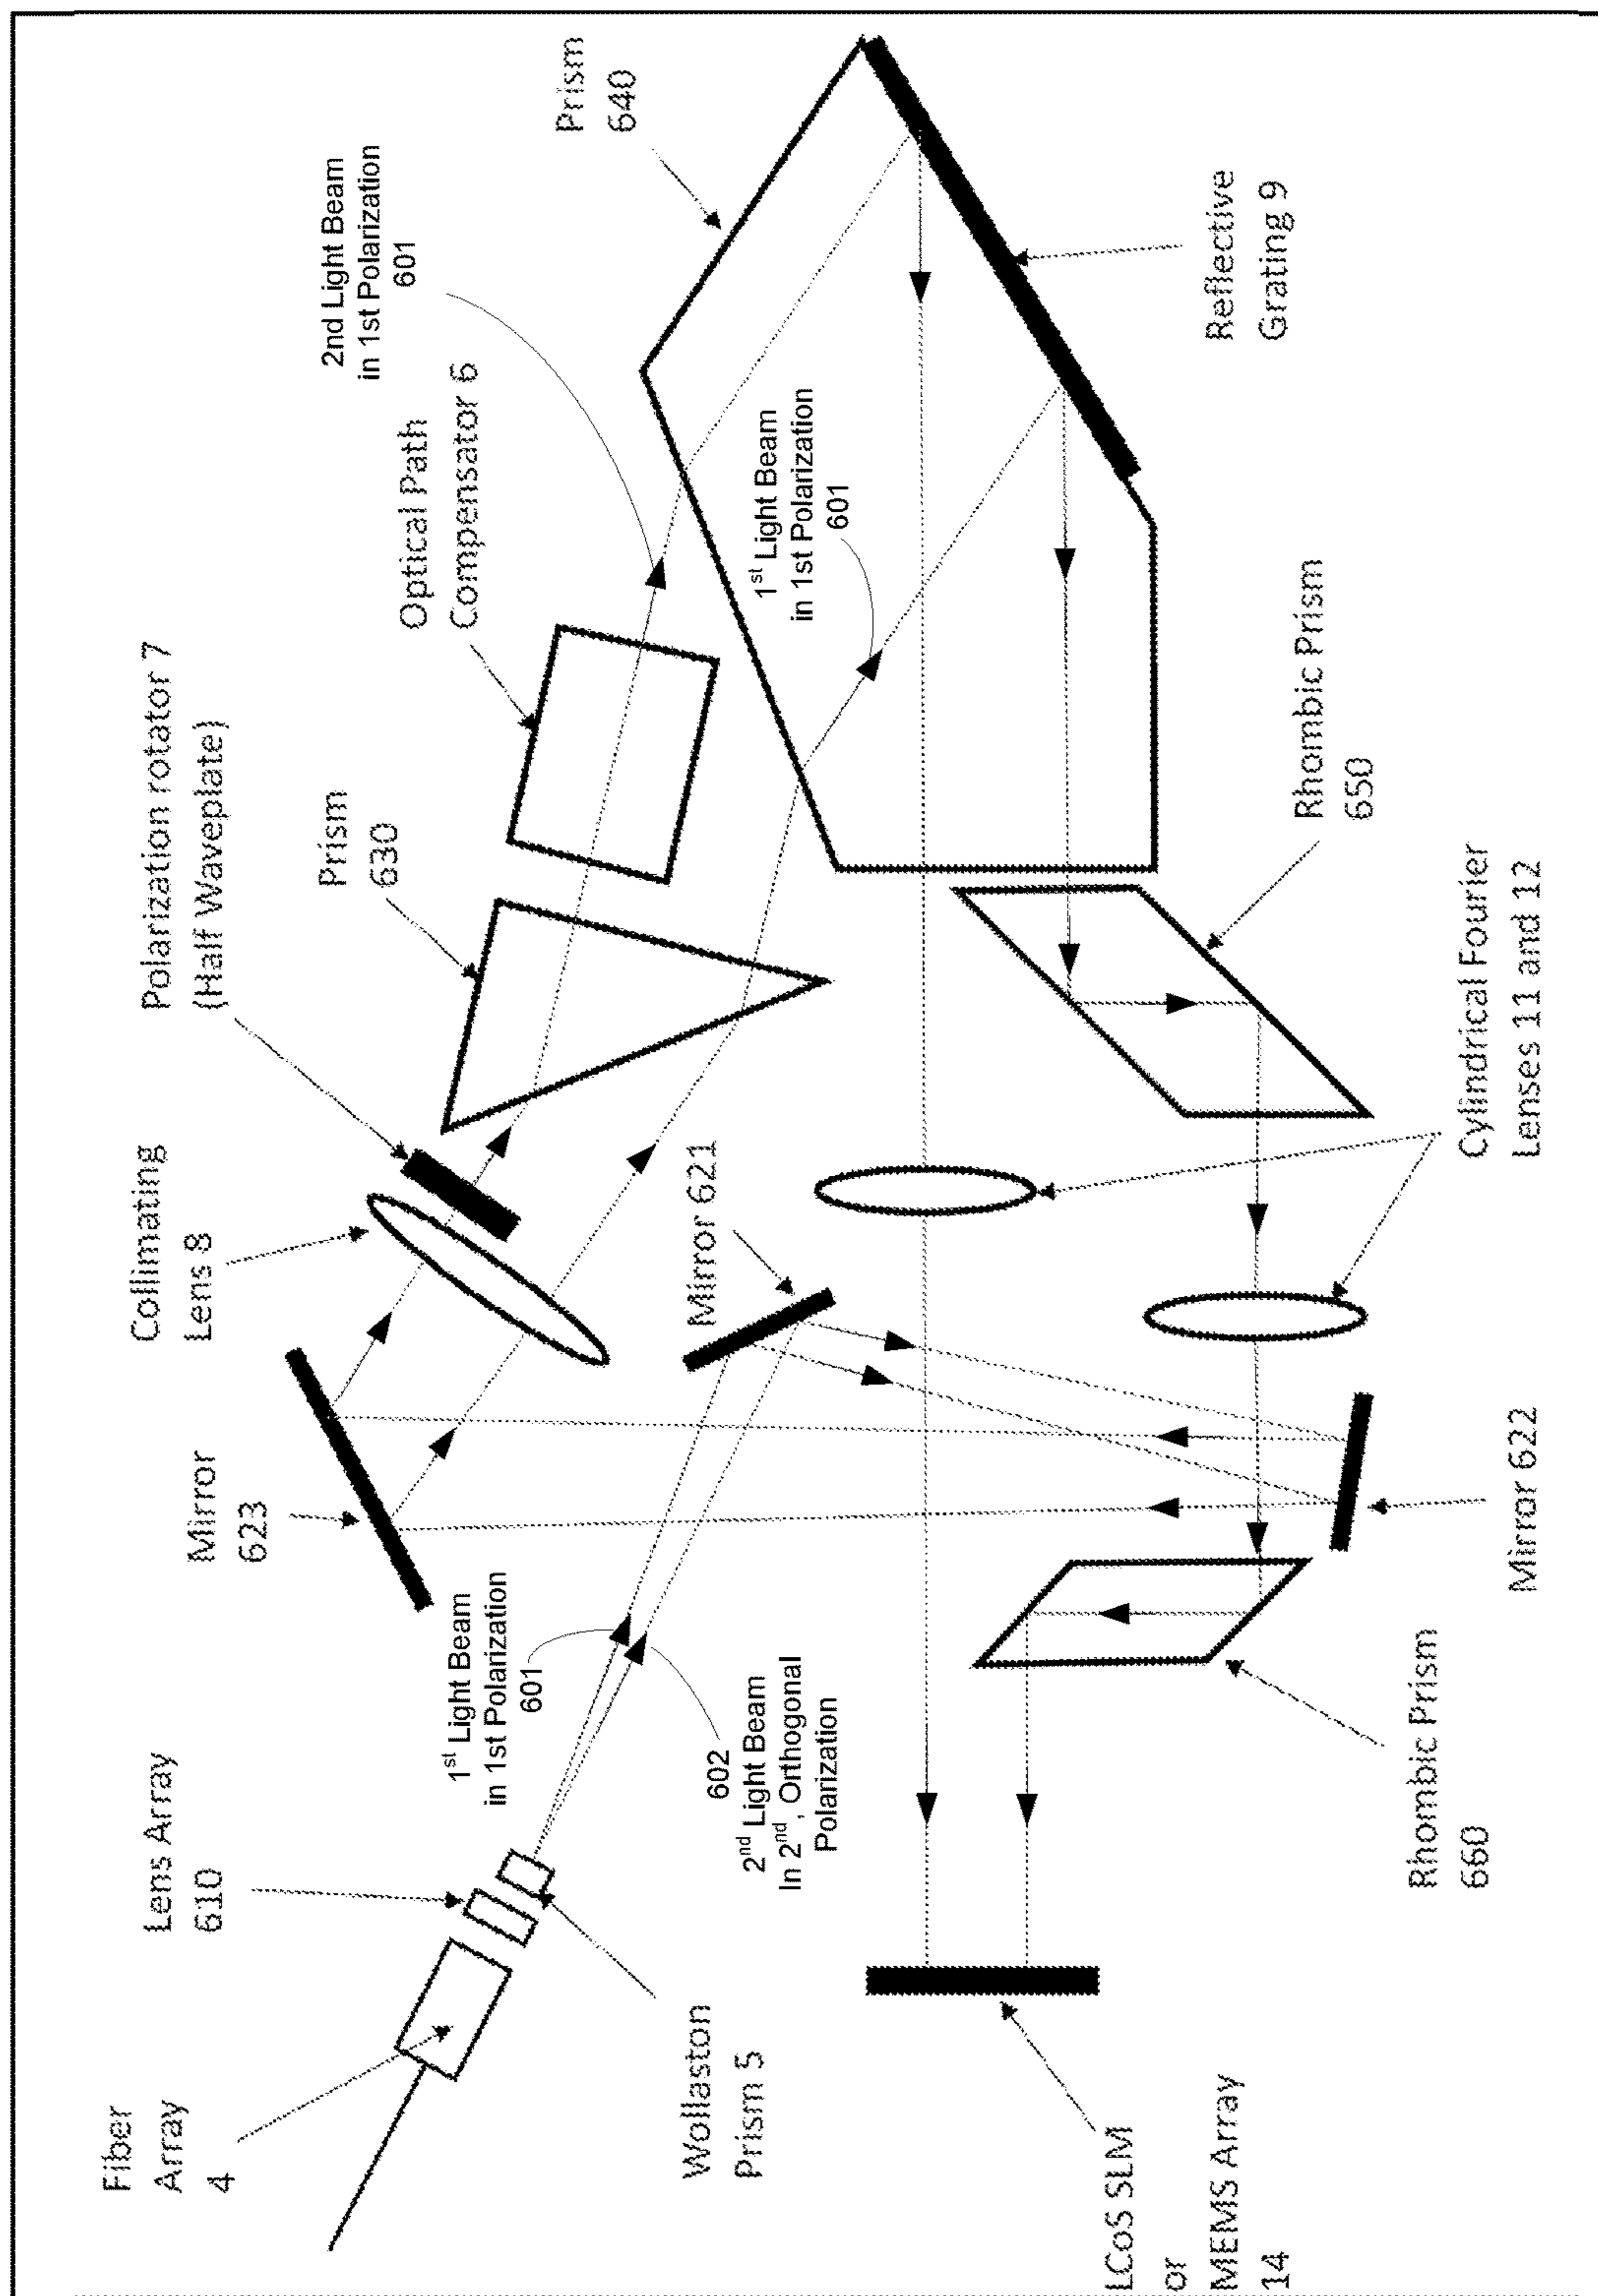 Fiber
Array
4
Lens Array
610
Wollaston
Prism 5
1st Light Beam
in 1st Polarization
601
602
2nd Light Beam
In 2nd, Orthogonal
Polarization
Mirror
623
Collimating
Lens 8
Polarization rotator 7
(Half Waveplate)
Prism
630
Optical Path
Compensator 6
2nd Light Beam
in 1st Polarization
601
Prism
640
Mirror 621
1st Light Beam
in 1st Polarization
601
Reflective
Grating 9
Rhombic Prism
650
Cylindrical Fourier
Lenses 11 and 12
Mirror 622
Rhombic Prism
660
LCoS SLM
or
MEMS Array
14